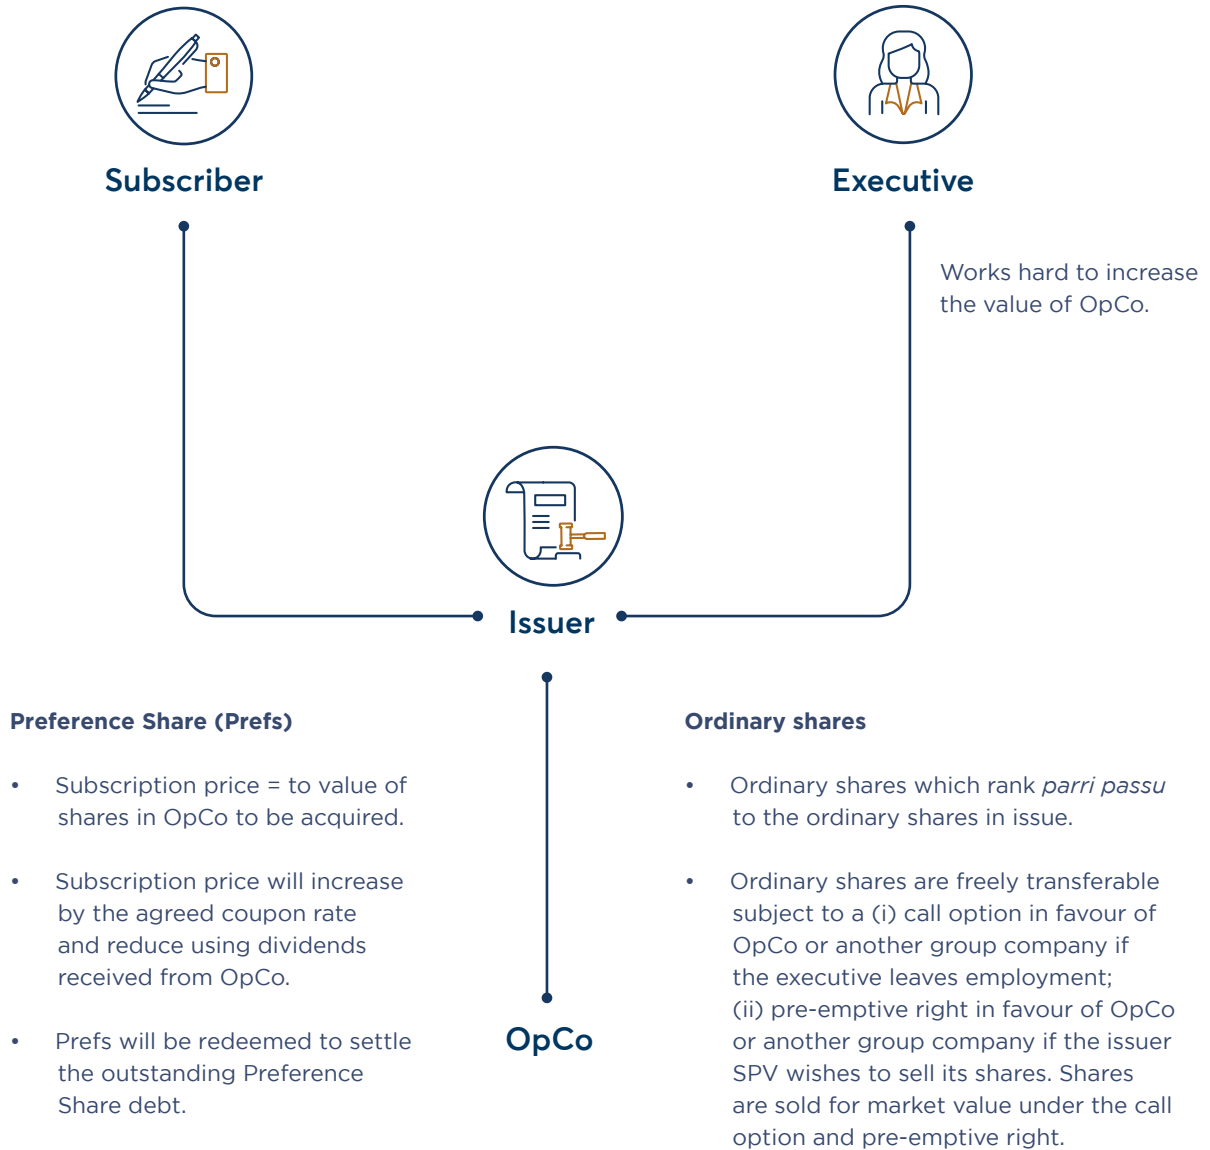 Subscriber
Executive
Works hard to increase
the value of OpCo.
Issuer
Preference Share (Prefs)
• Subscription price = to value of
shares in OpCo to be acquired.
• Subscription price will increase
by the agreed coupon rate
and reduce using dividends
received from OpCo.
• Prefs will be redeemed to settle
the outstanding Preference
Share debt.
OpCo
Ordinary shares
• Ordinary shares which rank parri passu
to the ordinary shares in issue.
• Ordinary shares are freely transferable
subject to a (i) call option in favour of
OpCo or another group company if
the executive leaves employment;
(ii) pre-emptive right in favour of OpCo
or another group company if the issuer
SPV wishes to sell its shares. Shares
are sold for market value under the call
option and pre-emptive right.